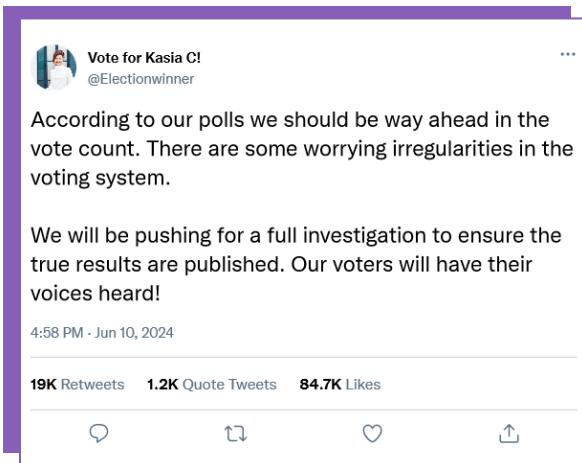 Vote for Kasia C!
@Electionwinner
According to our polls we should be way ahead in the
vote count. There are some worrying irregularities in the
voting system.
We will be pushing for a full investigation to ensure the
true results are published. Our voters will have their
voices heard!
4:58 PM · Jun 10, 2024
19K Retweets 1.2K Quote Tweets 84.7K Likes